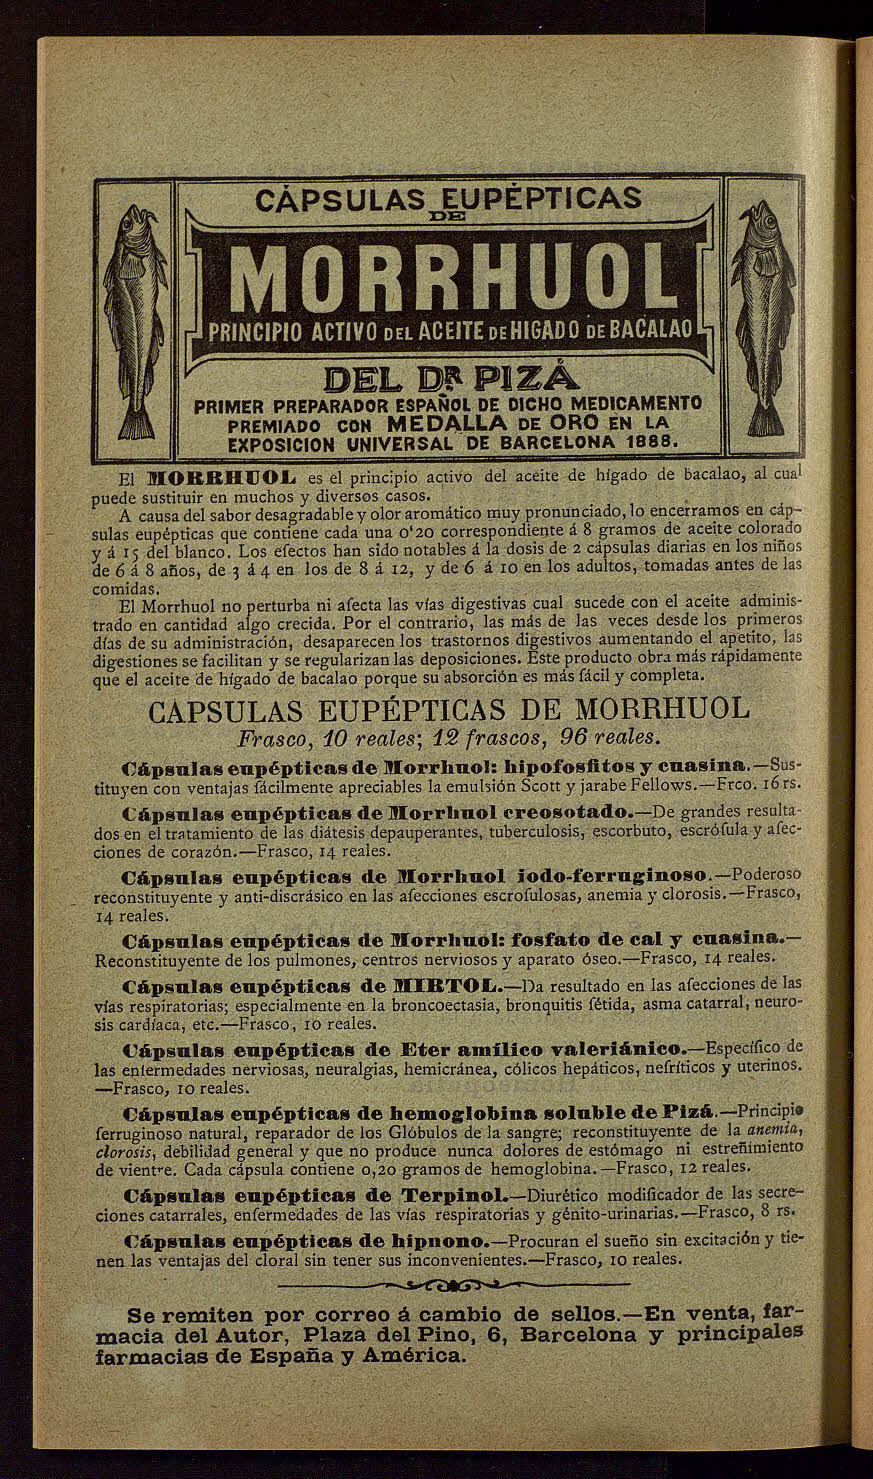 CÁPSULAS EUPÉPTICAS
DE
MORRHUOL
PRINCIPIO ACTIVO DEL ACEITE DE HIGADO DE BACALAO
DEL DR. PIZÁ
PRIMER PREPARADOR ESPAÑOL DE DICHO MEDICAMENTO
PREMIADO CON MEDALLA DE ORO EN LA
EXPOSICION UNIVERSAL DE BARCELONA 1888.
El MORRHUOL es el principio activo del aceite de hígado de bacalao, al cual
puede sustituir en muchos y diversos casos.
A causa del sabor desagradable y olor aromático muy pronunciado, lo encerramos en cáp-
sulas eupépticas que contiene cada una 0'20 correspondiente á 8 gramos de aceite colorado
y á 15 del blanco. Los efectos han sido notables á la dosis de 2 cápsulas diarias en los niños
de 6 á 8 años, de 3 á 4 en los de 8 á 12, y de 6 á 10 en los adultos, tomadas antes de las
comidas.
El Morrhuol no perturba ni afecta las vías digestivas cual sucede con el aceite adminis-
trado en cantidad algo crecida. Por el contrario, las más de las veces desde los primeros
días de su administración, desaparecen los trastornos digestivos aumentando el apetito, las
digestiones se facilitan y se regularizan las deposiciones. Este producto obra más rápidamente
que el aceite de hígado de bacalao porque su absorción es más fácil y completa.
CÁPSULAS EUPÉPTICAS DE MORRHUOL
Frasco, 10 reales; 12 frascos, 96 reales.
Cápsulas eupépticas de Morrhuol: hipofosfitos y cuasina.—Sus-
tituyen con ventajas fácilmente apreciables la emulsión Scott y jarabe Fellows.—Frco. 16 rs.
Cápsulas eupépticas de Morrhuol creosotado.—De grandes resulta-
dos en el tratamiento de las diátesis depauperantes, tuberculosis, escorbuto, escrófula y afec-
ciones de corazón.—Frasco, 14 reales.
Cápsulas eupépticas de Morrhuol iodo-ferruginoso.—Poderoso
reconstituyente y anti-discrásico en las afecciones escrofulosas, anemia y clorosis.—Frasco,
14 reales.
Cápsulas eupépticas de Morrhuol: fosfato de cal y cuasina.—
Reconstituyente de los pulmones, centros nerviosos y aparato óseo.—Frasco, 14 reales.
Cápsulas eupépticas de MIRTOL.—Da resultado en las afecciones de las
vías respiratorias; especialmente en la broncoectasia, bronquitis fétida, asma catarral, neuro-
sis cardíaca, etc.—Frasco, 10 reales.
Cápsulas eupépticas de Eter amílico valeriánico.—Específico de
las enfermedades nerviosas, neuralgias, hemicránea, cólicos hepáticos, nefríticos y uterinos.
—Frasco, 10 reales.
Cápsulas eupépticas de hemoglobina soluble de Pizá.—Principio
ferruginoso natural, reparador de los Glóbulos de la sangre; reconstituyente de la anemia,
clorosis, debilidad general y que no produce nunca dolores de estómago ni estreñimiento
de vientre. Cada cápsula contiene 0,20 gramos de hemoglobina.—Frasco, 12 reales.
Cápsulas eupépticas de Terpinol.—Diurético modificador de las secre-
ciones catarrales, enfermedades de las vías respiratorias y génito-urinarias.—Frasco, 8 rs.
Cápsulas eupépticas de hipnono.—Procuran el sueño sin excitación y tie-
nen las ventajas del cloral sin tener sus inconvenientes.—Frasco, 10 reales.
Se remiten por correo á cambio de sellos.—En venta, far-
macia del Autor, Plaza del Pino, 6, Barcelona y principales
farmacias de España y América.